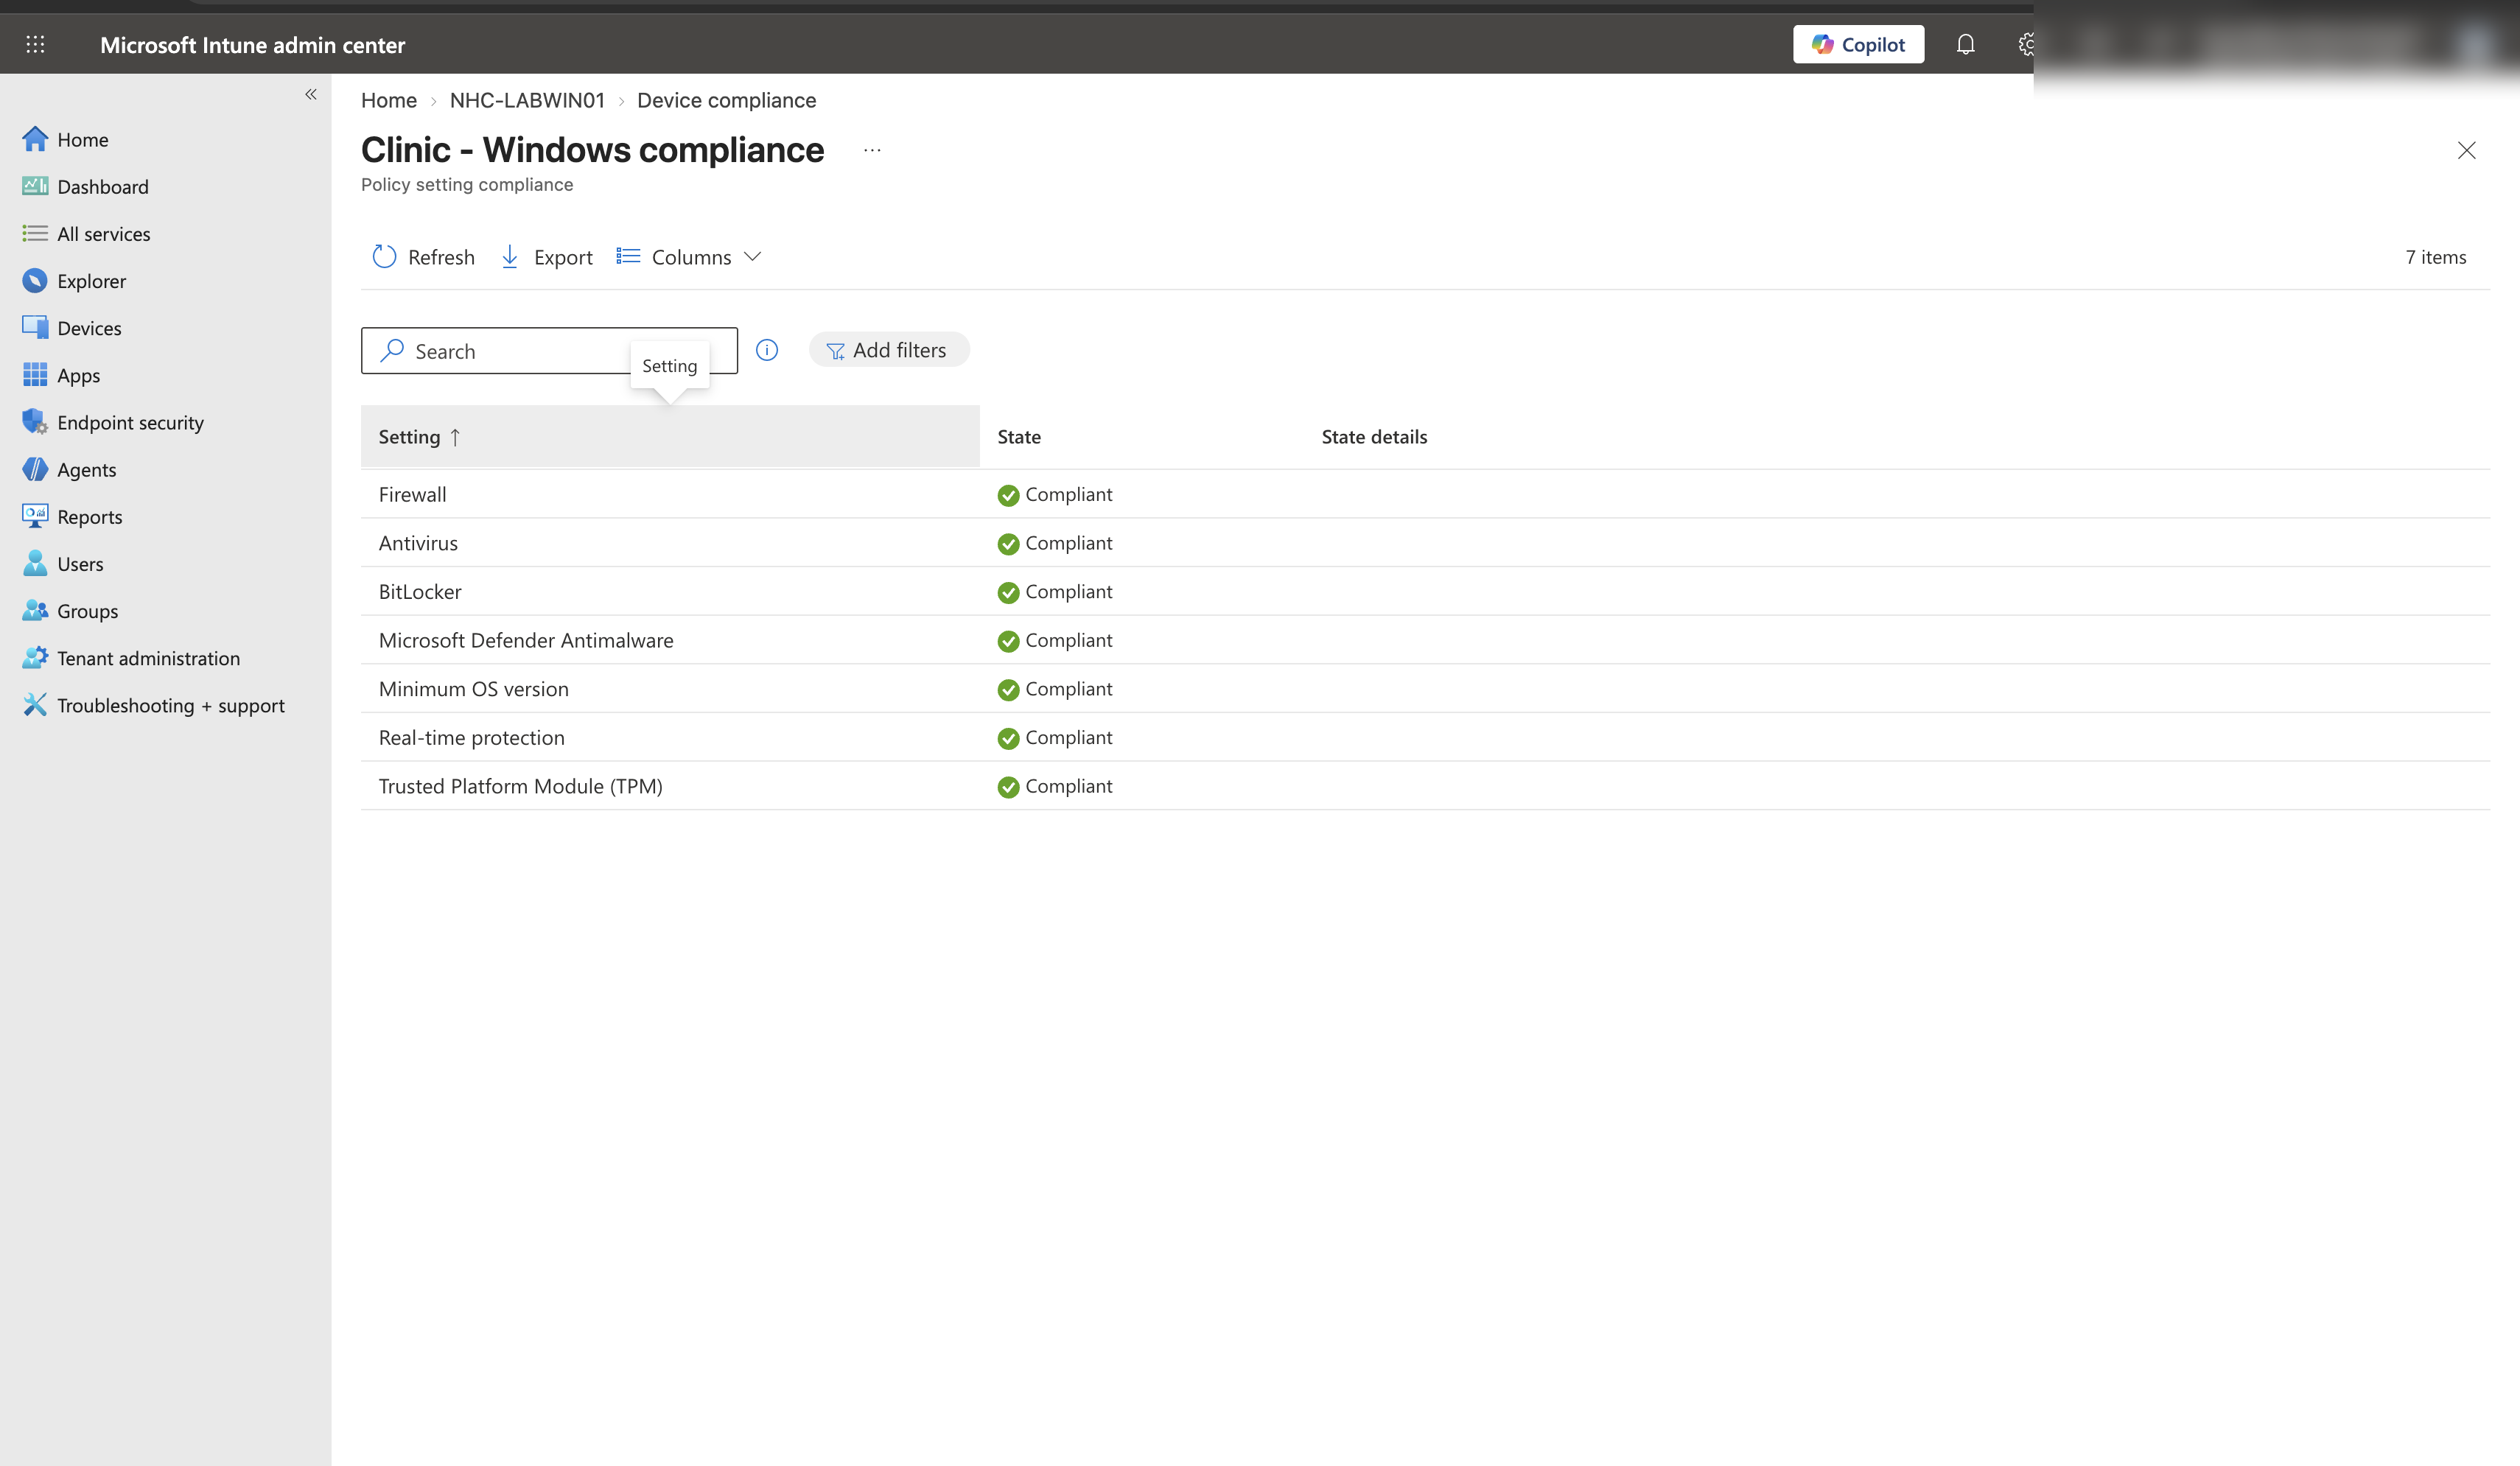 Microsoft Intune admin center
Copilot
Home
Dashboard
All services
Explorer
Devices
Apps
Endpoint security
Agents
Reports
Users
Groups
Tenant administration
Troubleshooting + support
Home > NHC-LABWIN01 > Device compliance
Clinic - Windows compliance ...
Policy setting compliance
Refresh Export Columns 7 items
Search Add filters
Setting
Setting ↑ State State details
Firewall Compliant
Antivirus Compliant
BitLocker Compliant
Microsoft Defender Antimalware Compliant
Minimum OS version Compliant
Real-time protection Compliant
Trusted Platform Module (TPM) Compliant